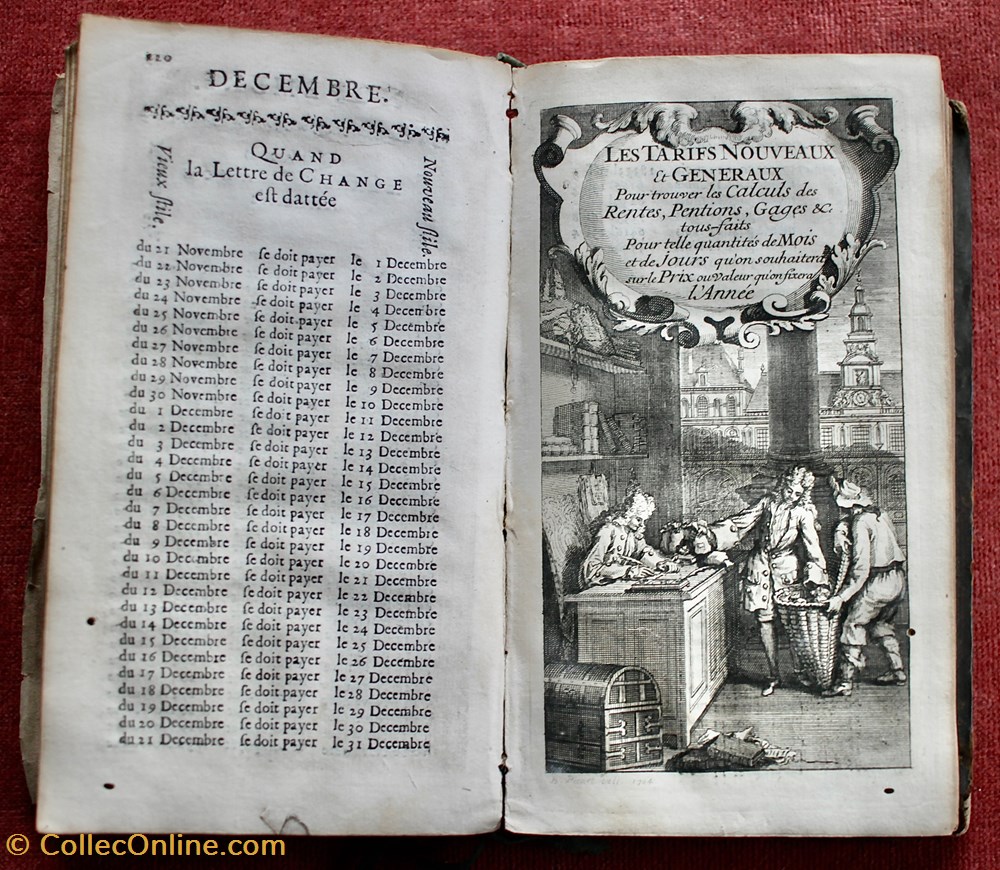 220
DECEMBRE.
QUAND
la Lettre de CHANGE
est dattée
Vieux stile,
Nouveau stile,
du 21 Novembre se doit payer le 1 Decembre
du 22 Novembre se doit payer le 2 Decembre
du 23 Novembre se doit payer le 3 Decembre
du 24 Novembre se doit payer le 4 Decembre
du 25 Novembre se doit payer le 5 Decembre
du 26 Novembre se doit payer le 6 Decembre
du 27 Novembre se doit payer le 7 Decembre
du 28 Novembre se doit payer le 8 Decembre
du 29 Novembre se doit payer le 9 Decembre
du 30 Novembre se doit payer le 10 Decembre
du 1 Decembre se doit payer le 11 Decembre
du 2 Decembre se doit payer le 12 Decembre
du 3 Decembre se doit payer le 13 Decembre
du 4 Decembre se doit payer le 14 Decembre
du 5 Decembre se doit payer le 15 Decembre
du 6 Decembre se doit payer le 16 Decembre
du 7 Decembre se doit payer le 17 Decembre
du 8 Decembre se doit payer le 18 Decembre
du 9 Decembre se doit payer le 19 Decembre
du 10 Decembre se doit payer le 20 Decembre
du 11 Decembre se doit payer le 21 Decembre
du 12 Decembre se doit payer le 22 Decembre
du 13 Decembre se doit payer le 23 Decembre
du 14 Decembre se doit payer le 24 Decembre
du 15 Decembre se doit payer le 25 Decembre
du 16 Decembre se doit payer le 26 Decembre
du 17 Decembre se doit payer le 27 Decembre
du 18 Decembre se doit payer le 28 Decembre
du 19 Decembre se doit payer le 29 Decembre
du 20 Decembre se doit payer le 30 Decembre
du 21 Decembre se doit payer le 31 Decembre
LES TARIFS NOUVEAUX
Et GENERAUX
Pour trouver les Calculs des
Rentes, Pentions, Gages &c.
tous-faits
Pour telle quantités de Mois
et de Jours qu'on souhaitera
sur le Prix ou valeur qu'on fixera
l'Année
© CollecOnline.com